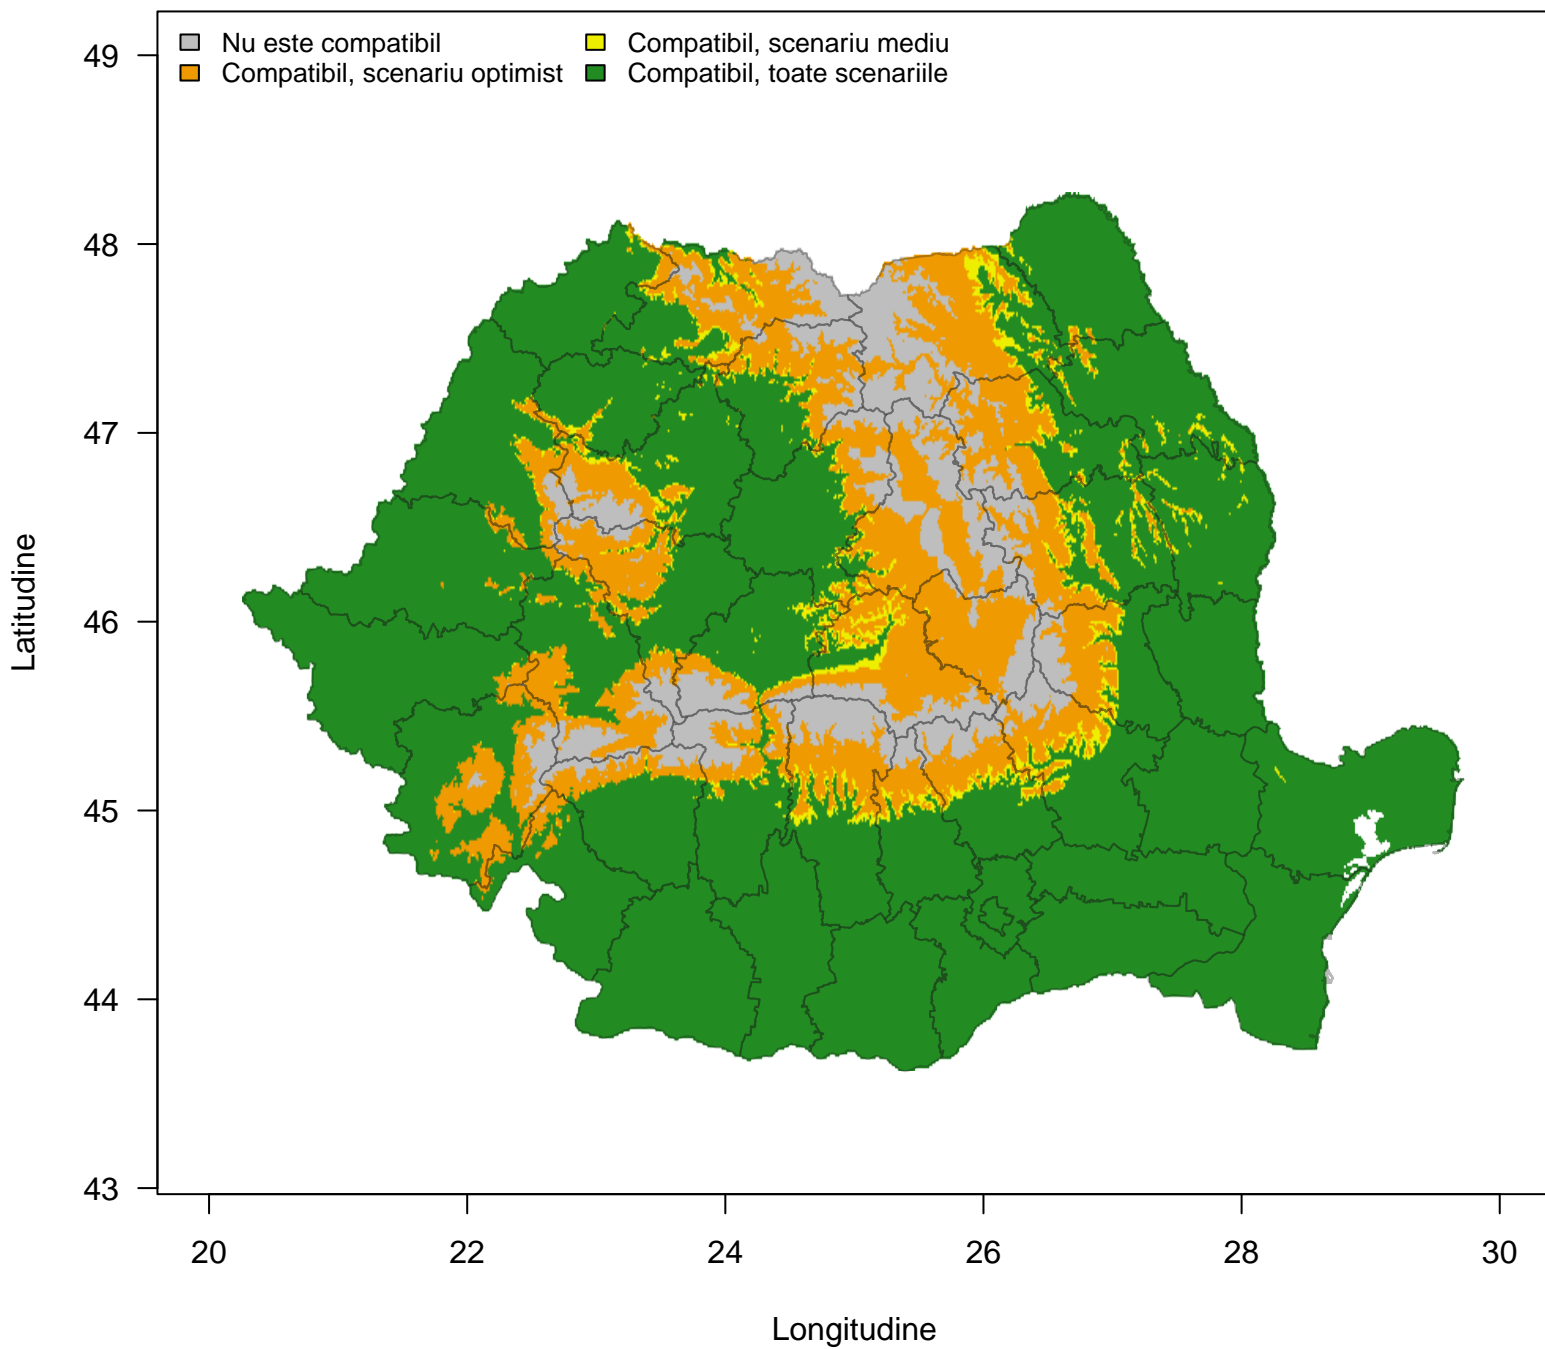 Nu este compatibil
Compatibil, scenariu optimist
Compatibil, scenariu mediu
Compatibil, toate scenariile
Latitudine
49
48
47
46
45
44
43
20 22 24 26 28 30
Longitudine